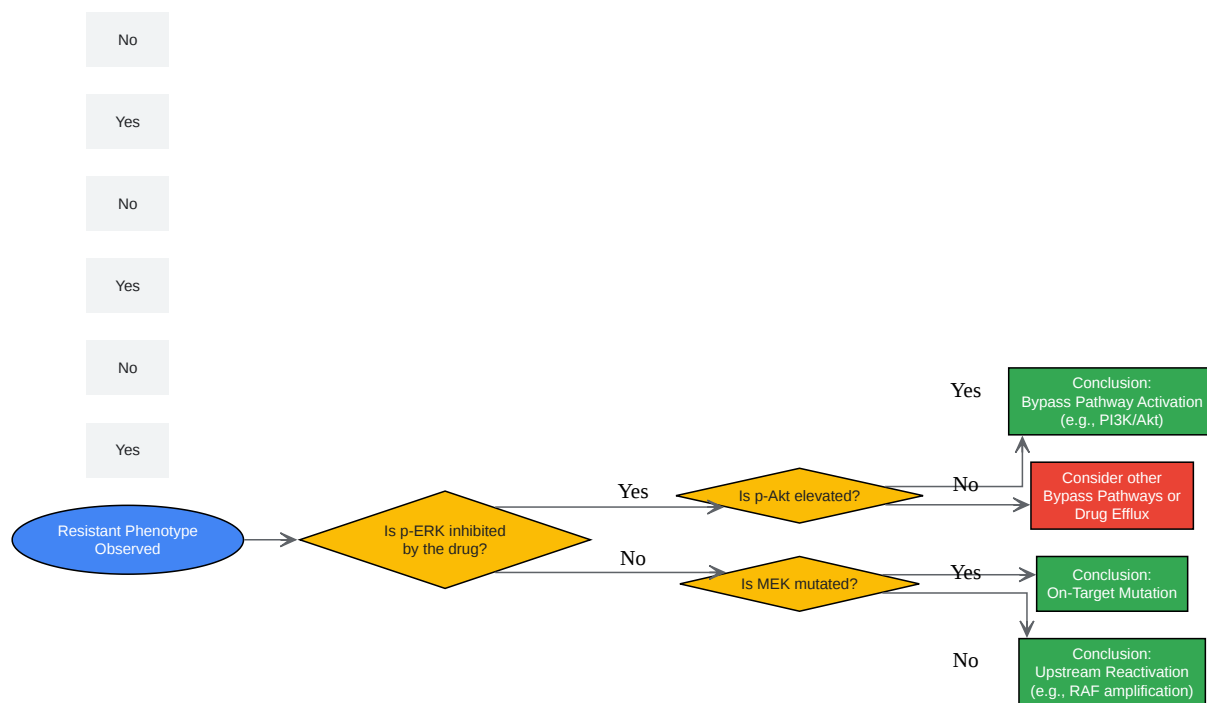 No
Yes
No
Yes
No
Yes
Resistant Phenotype
Observed
Is p-ERK inhibited
by the drug?
Yes
No
Is p-Akt elevated?
Is MEK mutated?
Yes
No
Yes
No
Conclusion:
Bypass Pathway Activation
(e.g., PI3K/Akt)
Consider other
Bypass Pathways or
Drug Efflux
Conclusion:
On-Target Mutation
Conclusion:
Upstream Reactivation
(e.g., RAF amplification)